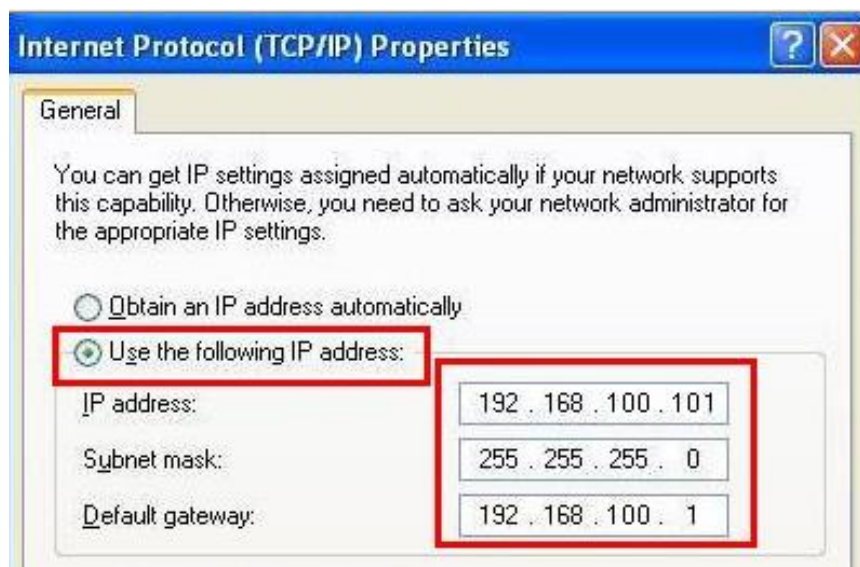 Internet Protocol (TCP/IP) Properties
General
You can get IP settings assigned automatically if your network supports
this capability. Otherwise, you need to ask your network administrator for
the appropriate IP settings.
Obtain an IP address automatically
Use the following IP address:
IP address: 192 . 168 . 100 . 101
Subnet mask: 255 . 255 . 255 . 0
Default gateway: 192 . 168 . 100 . 1